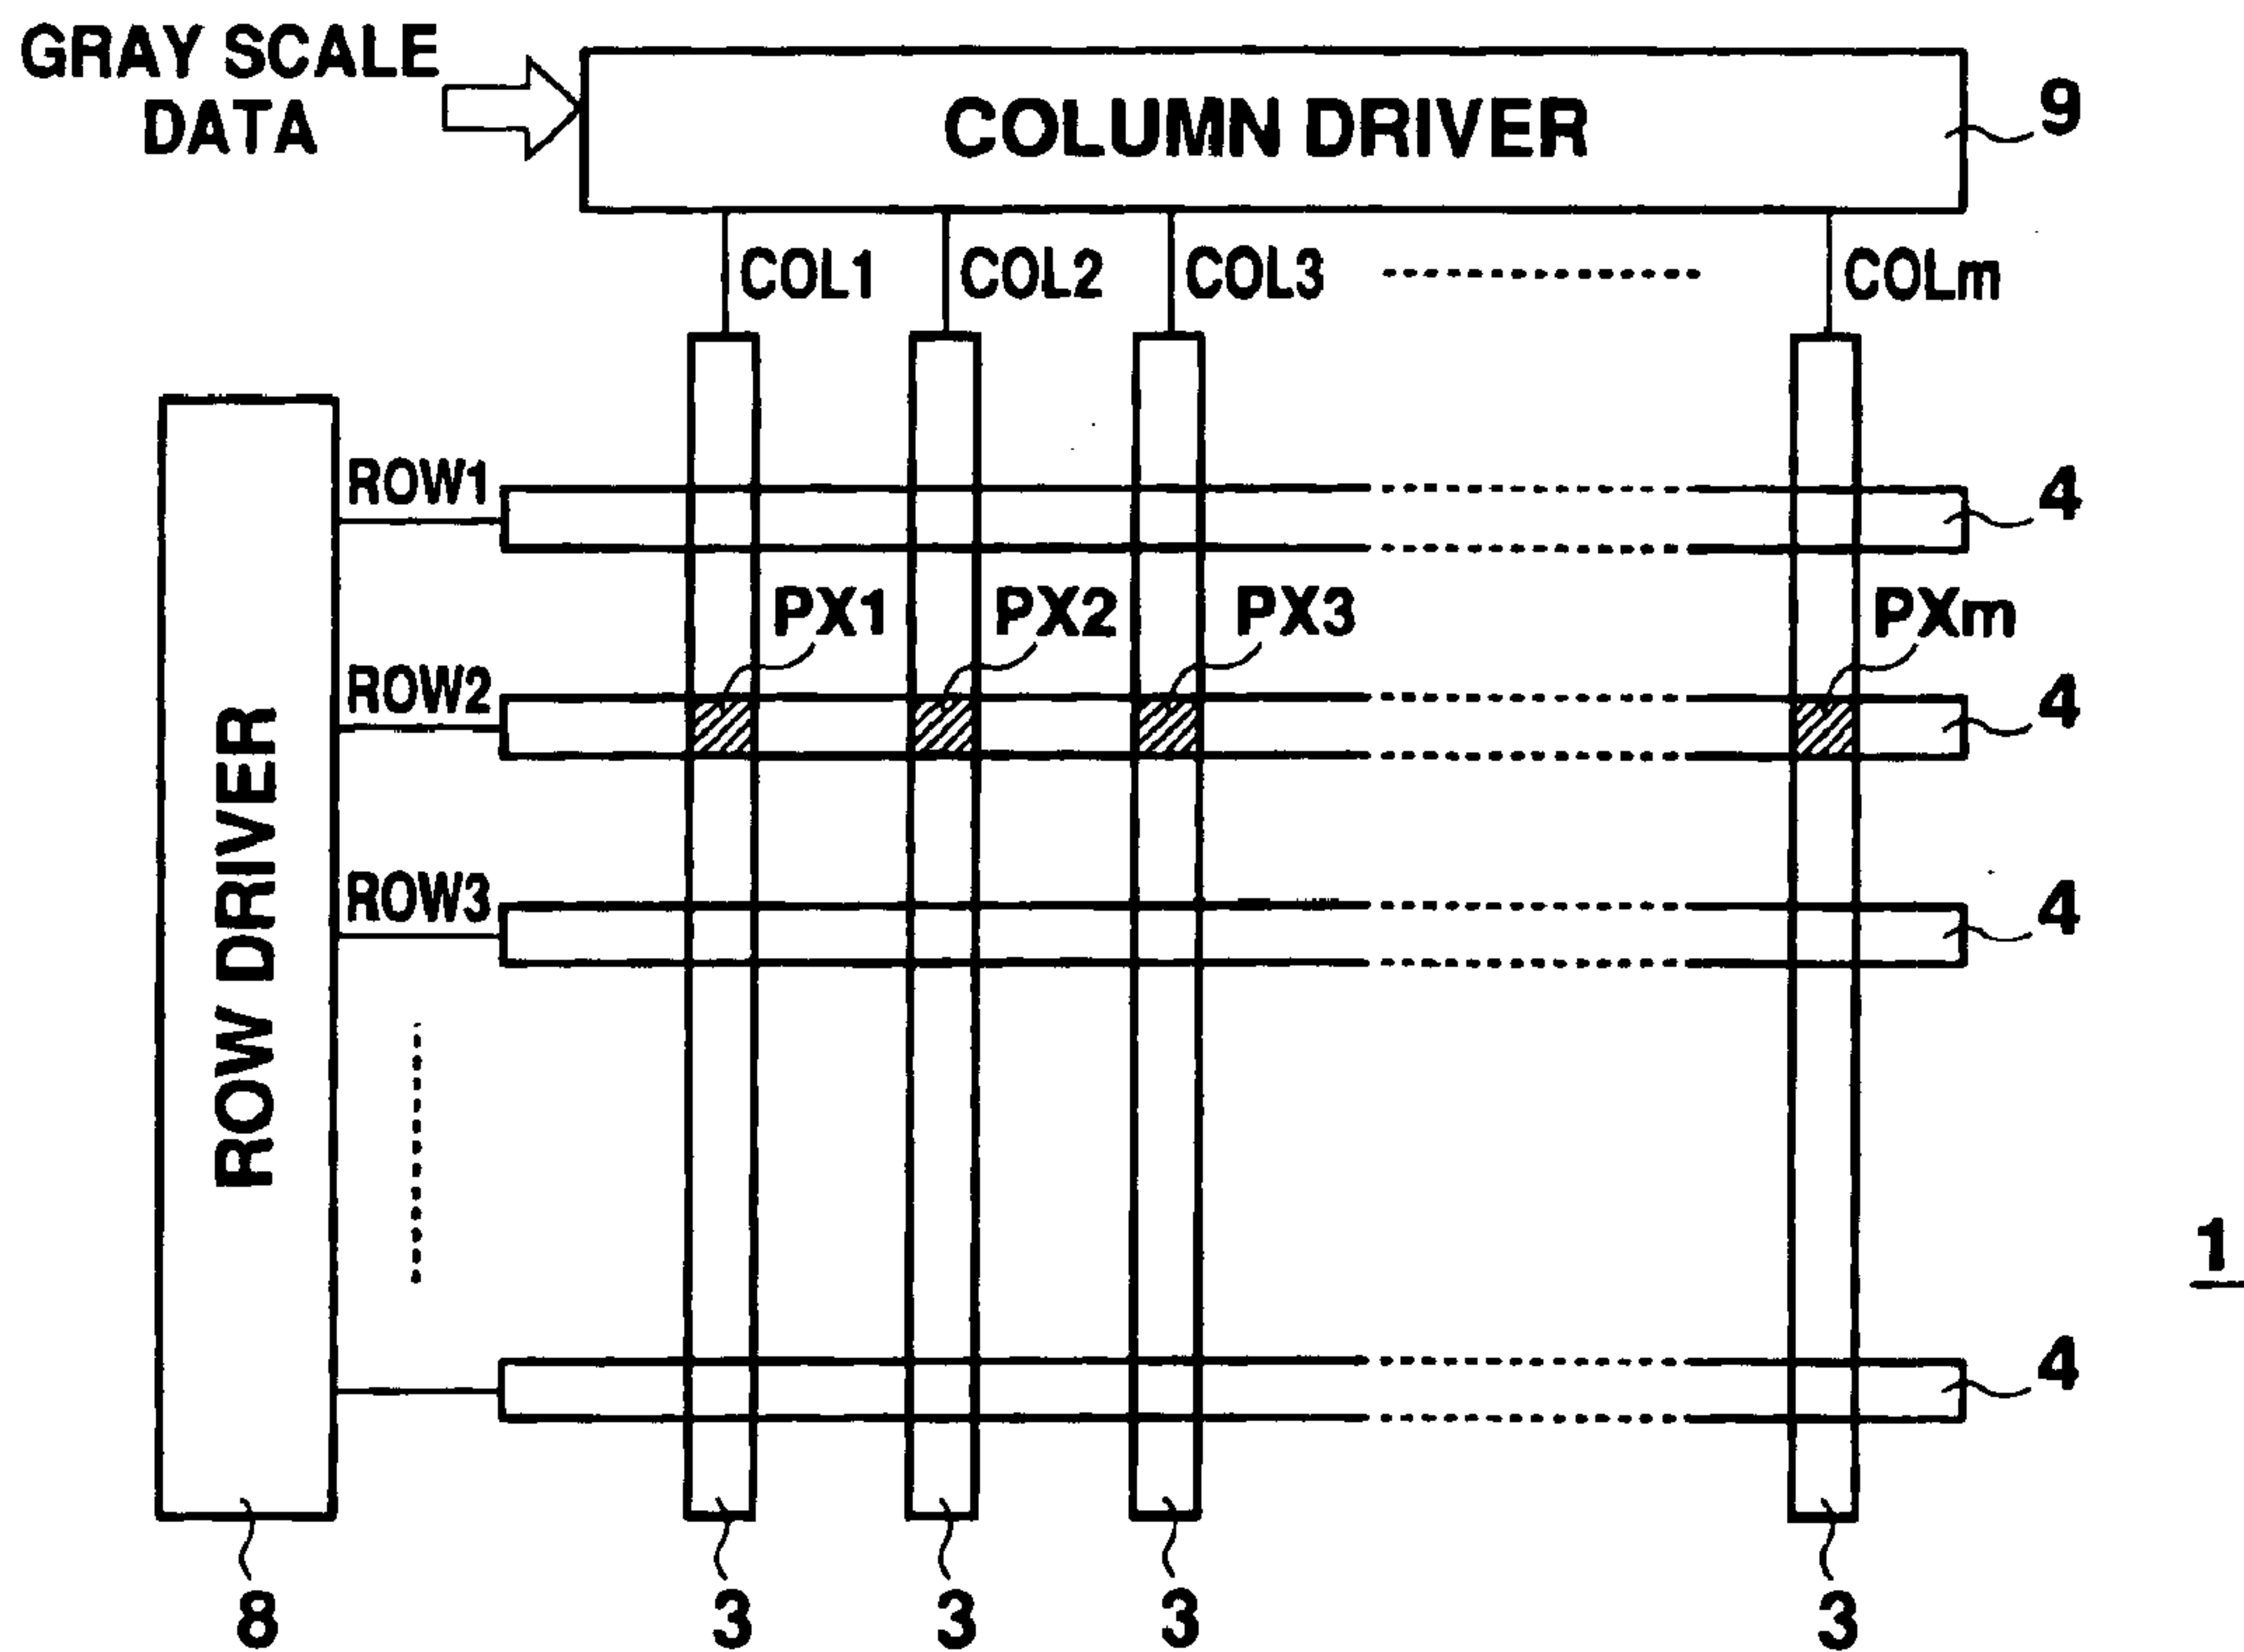 GRAY SCALE
DATA
COLUMN DRIVER
9
COL1 COL2 COL3 COLm
ROW1
4
PX1 PX2 PX3 PXm
ROW2
4
ROW3
4
ROW DRIVER
1
4
8 3 3 3 3